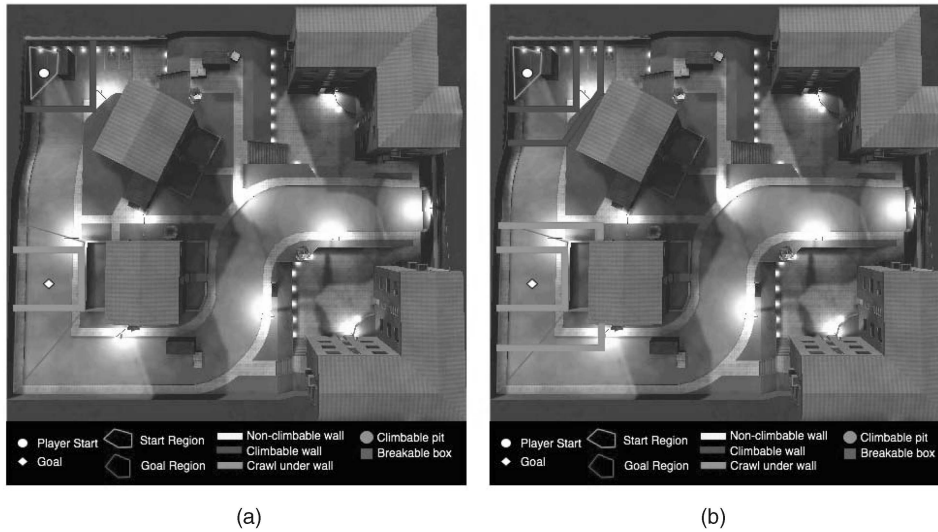 Player Start
Start Region
Non-climbable wall
Climbable pit
Climbable wall
Breakable box
Goal
Goal Region
Crawl under wall
Player Start
Start Region
Non-climbable wall
Climbable pit
Climbable wall
Breakable box
Goal
Goal Region
Crawl under wall
(a)
(b)